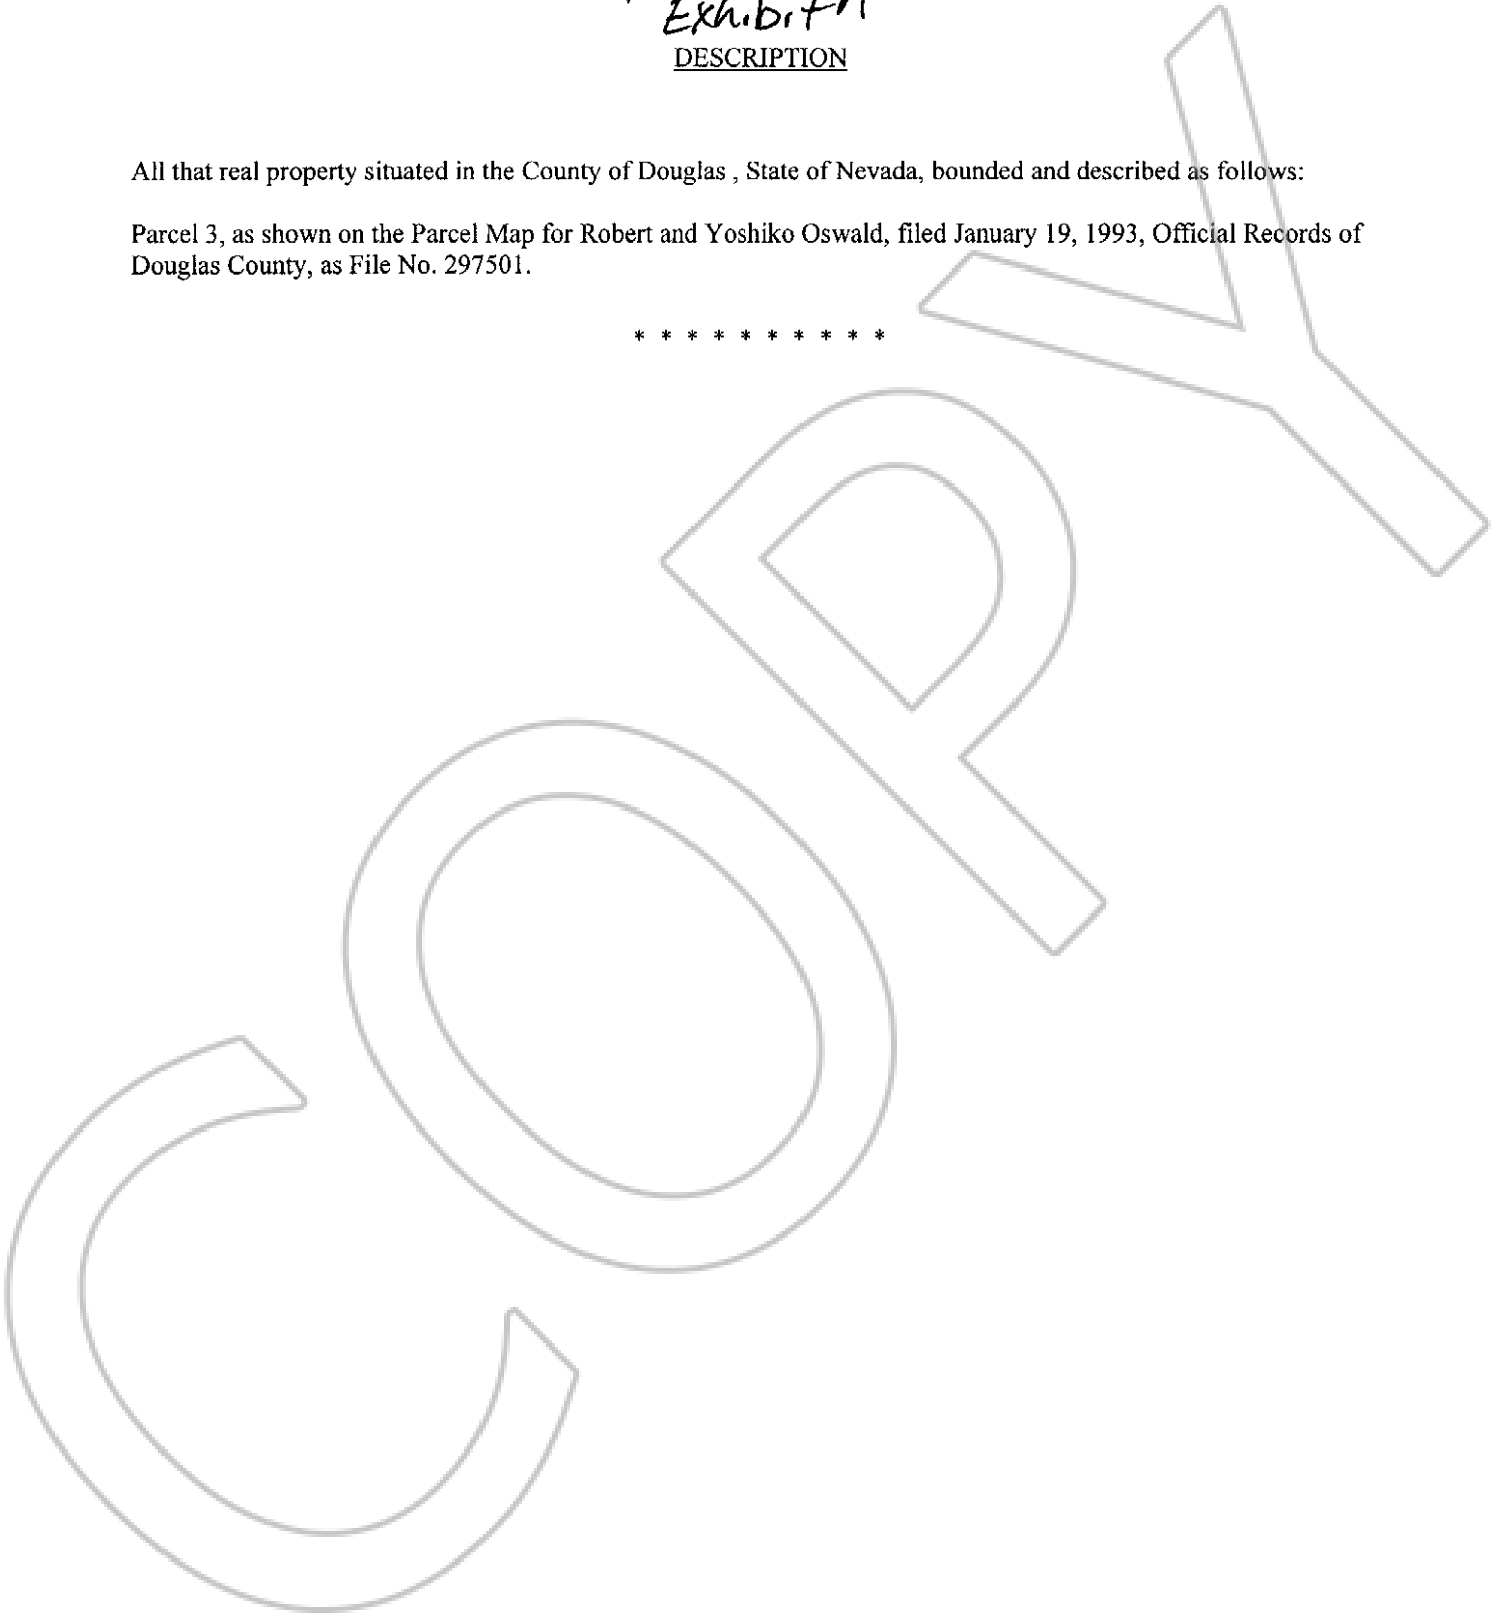 Exhibit A
DESCRIPTION
All that real property situated in the County of Douglas , State of Nevada, bounded and described as follows:
Parcel 3, as shown on the Parcel Map for Robert and Yoshiko Oswald, filed January 19, 1993, Official Records of
Douglas County, as File No. 297501.
* * * * * * * * * *
COPY